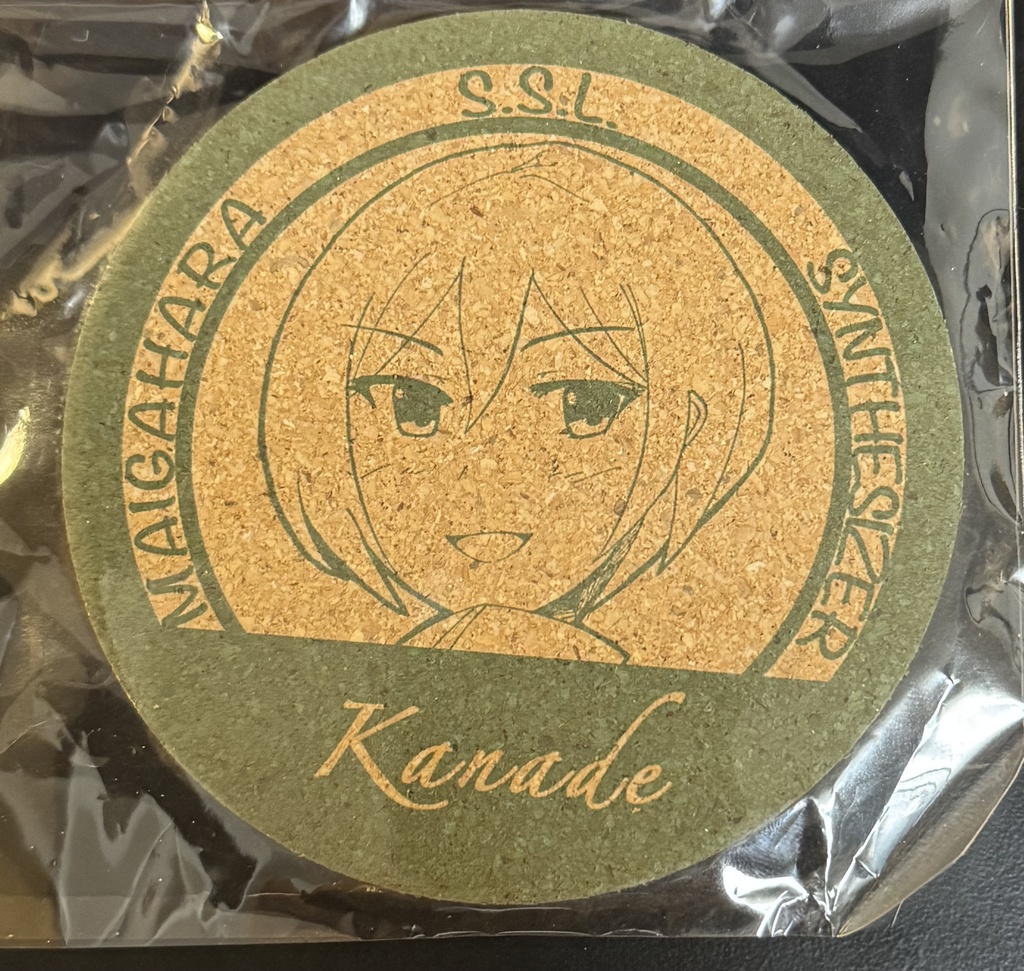 MAIGAHARA
S.S.L.
SYNTHESIZER
Kanade